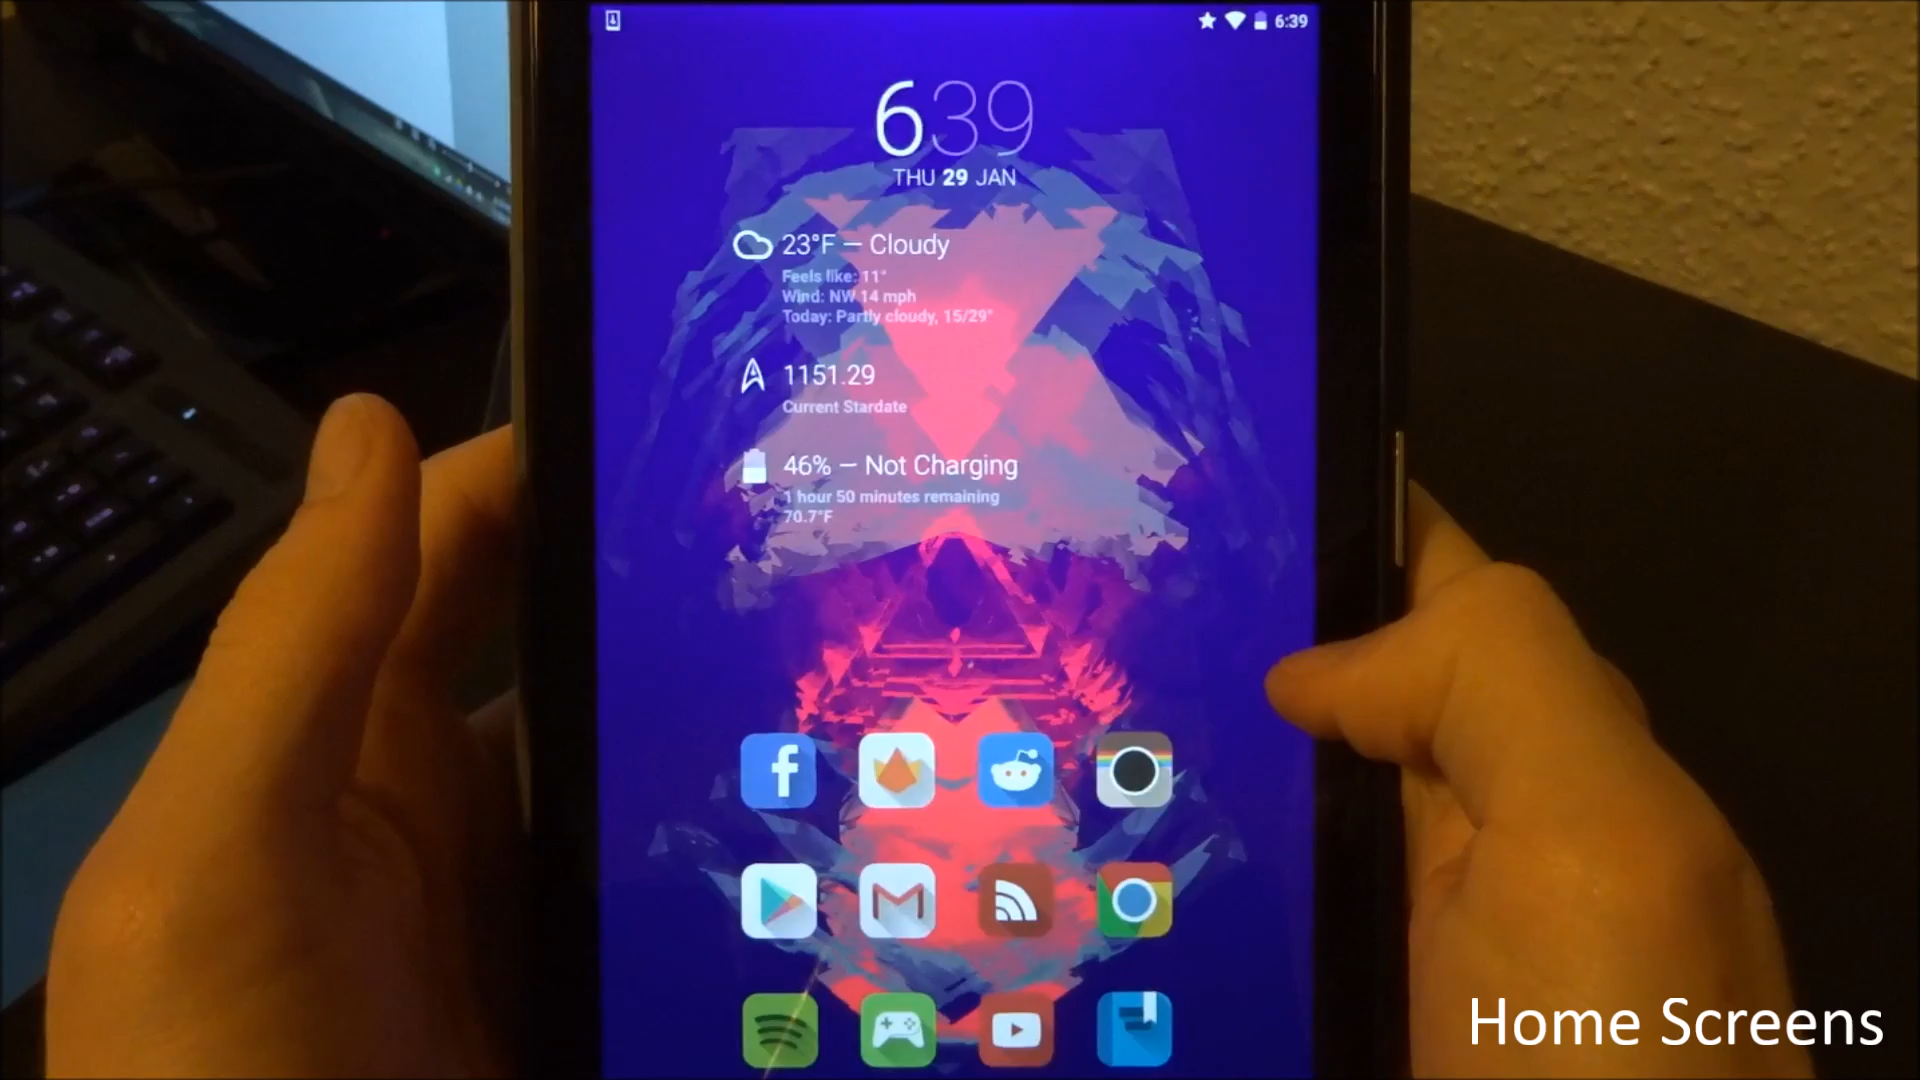 6:39
639
THU 29 JAN
23°F – Cloudy
Feels like: 11°
Wind: NW 14 mph
Today: Partly cloudy, 15/29°
1151.29
Current Stardate
46% – Not Charging
1 hour 50 minutes remaining
70.7°F
Home Screens